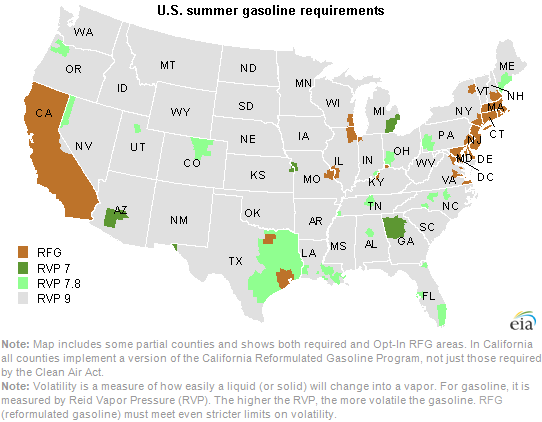 U.S. summer gasoline requirements
WA
MT
ND
MN
ME
OR
ID
SD
WI
MI
VT
NH
NY
MA
CT
WY
CA
NV
UT
CO
NE
IA
IL
IN
OH
PA
NJ
MD
DE
DC
WV
VA
KS
MO
KY
AZ
NM
OK
AR
TN
NC
SC
TX
LA
MS
AL
GA
FL
RFG
RVP 7
RVP 7.8
RVP 9
eia
Note: Map includes some partial counties and shows both required and Opt-In RFG areas. In California
all counties implement a version of the California Reformulated Gasoline Program, not just those required
by the Clean Air Act.
Note: Volatility is a measure of how easily a liquid (or solid) will change into a vapor. For gasoline, it is
measured by Reid Vapor Pressure (RVP). The higher the RVP, the more volatile the gasoline. RFG
(reformulated gasoline) must meet even stricter limits on volatility.